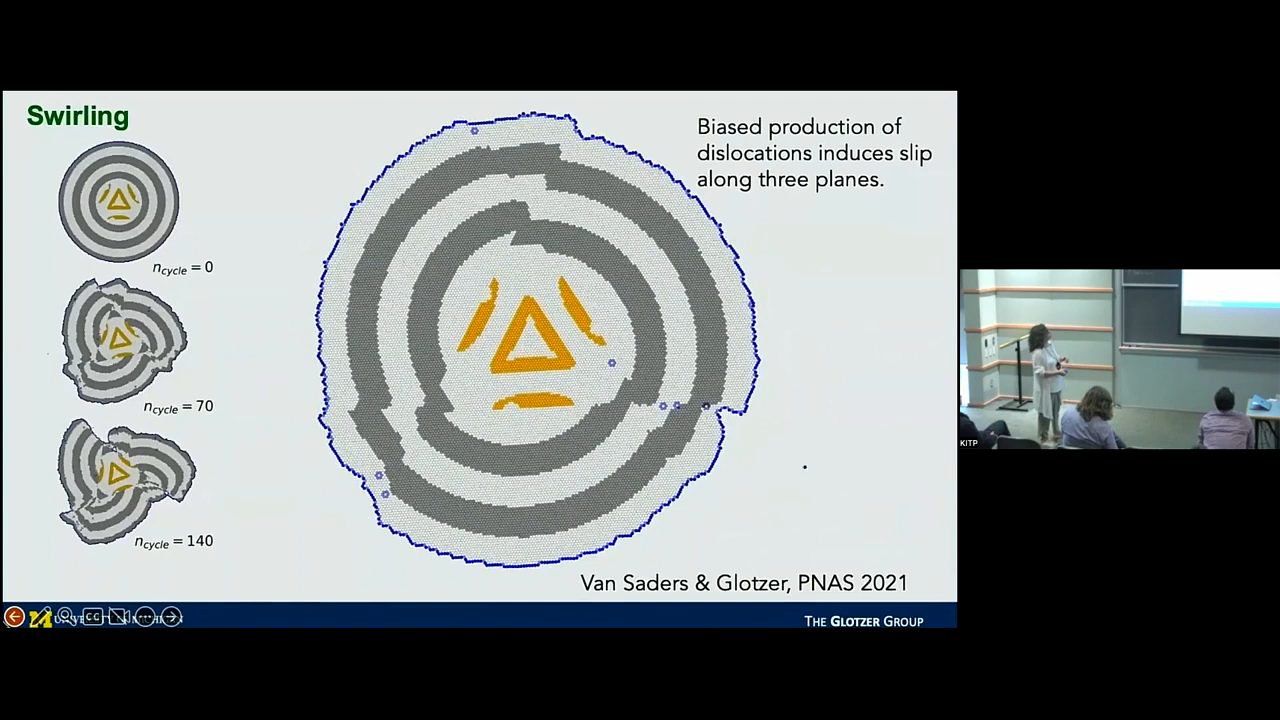 Swirling
Biased production of
dislocations induces slip
along three planes.
n_cycle = 0
n_cycle = 70
n_cycle = 140
Van Saders & Glotzer, PNAS 2021
CC
THE GLOTZER GROUP
KITP